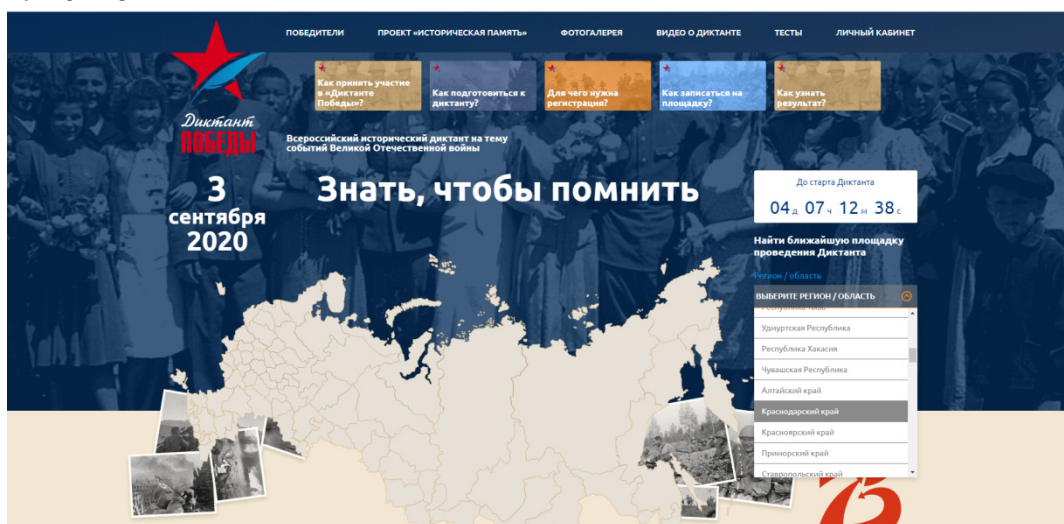 ПОБЕДИТЕЛИ ПРОЕКТ «ИСТОРИЧЕСКАЯ ПАМЯТЬ» ФОТОГАЛЕРЕЯ ВИДЕО О ДИКТАНТЕ ТЕСТЫ ЛИЧНЫЙ КАБИНЕТ
Как принять участие
в «Диктанте
Победы»?
Как подготовиться к
диктанту?
Для чего нужна
регистрация?
Как записаться на
площадку?
Как узнать
результат?
Диктант
ПОБЕДЫ
Всероссийский исторический диктант на тему
событий Великой Отечественной войны
3
сентября
2020
Знать, чтобы помнить
До старта Диктанта
04 д 07 ч 12 м 38 с
Найти ближайшую площадку
проведения Диктанта
Регион / область
ВЫБЕРИТЕ РЕГИОН / ОБЛАСТЬ
Удмуртская Республика
Республика Хакасия
Чувашская Республика
Алтайский край
Краснодарский край
Красноярский край
Приморский край
Ставропольский край
75